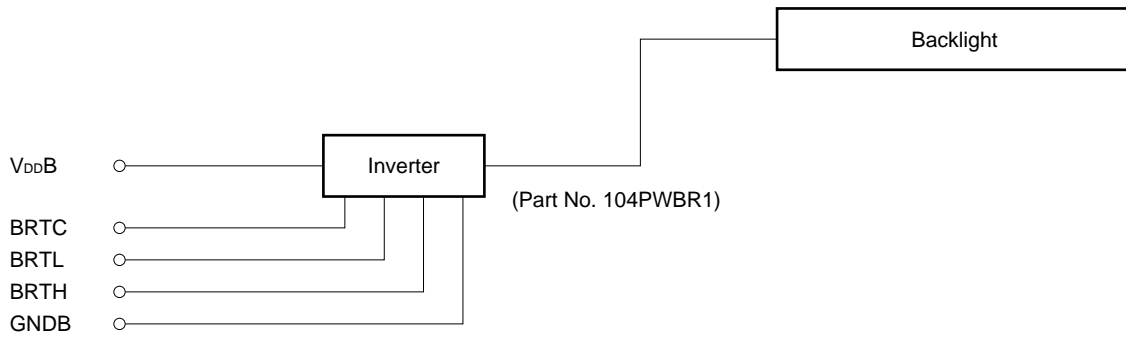 Backlight
VDDB
Inverter
(Part No. 104PWBR1)
BRTC
BRTL
BRTH
GNDB